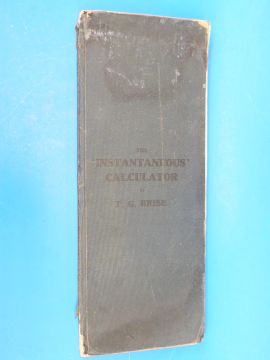 THE
'INSTANTANEOUS'
CALCULATOR
BY
T. G. BRISE